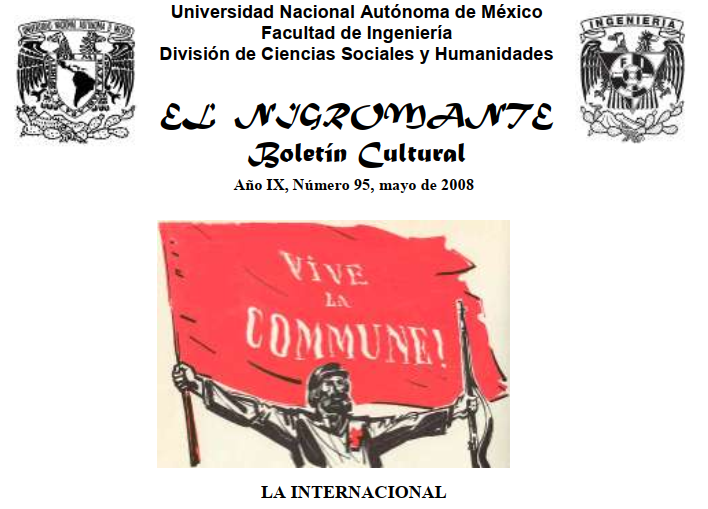 Universidad Nacional Autónoma de México
Facultad de Ingeniería
División de Ciencias Sociales y Humanidades
INGENIERIA
EL NIGROMANTE
Boletín Cultural
Año IX, Número 95, mayo de 2008
VIVE
LA
COMMUNE!
LA INTERNACIONAL